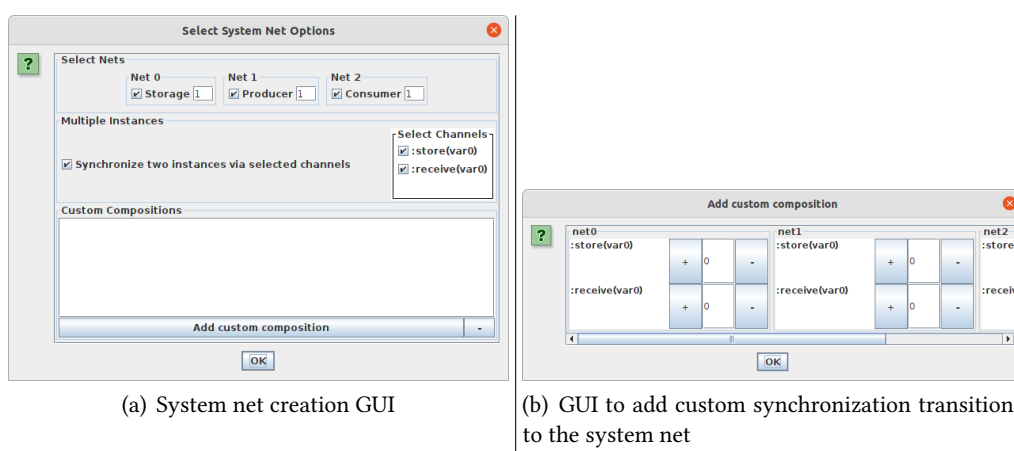 Select System Net Options
?
Select Nets
Net 0 Net 1 Net 2
Storage 1 Producer 1 Consumer 1
Multiple Instances
Select Channels
:store(var0)
Synchronize two instances via selected channels
:receive(var0)
Custom Compositions
Add custom composition -
OK
(a) System net creation GUI
Add custom composition
?
net0 net1 net2
:store(var0) + 0 - :store(var0) + 0 - :store
:receive(var0) + 0 - :receive(var0) + 0 - :receiv
OK
(b) GUI to add custom synchronization transition
to the system net